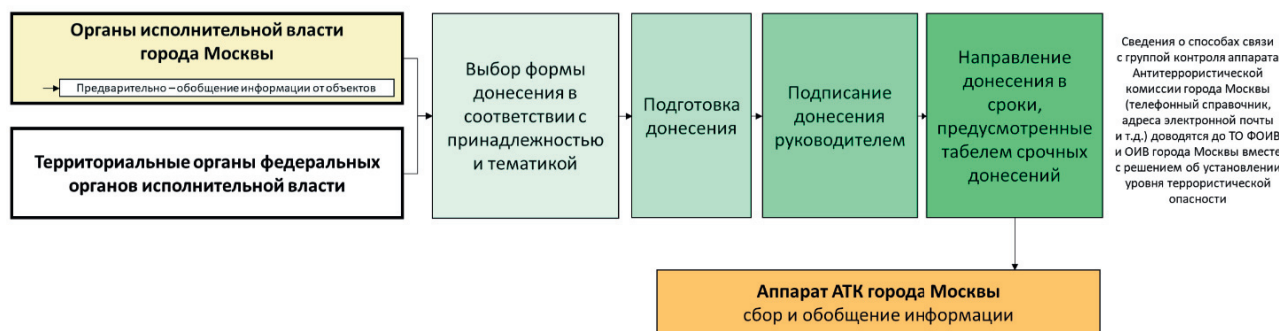 Органы исполнительной власти
города Москвы
Предварительно – обобщение информации от объектов
Территориальные органы федеральных
органов исполнительной власти
Выбор формы
донесения в
соответствии с
принадлежностью
и тематикой
Подготовка
донесения
Подписание
донесения
руководителем
Направление
донесения в
сроки,
предусмотренные
табелем срочных
донесений
Сведения о способах связи
с группой контроля аппарата
Антитеррористической
комиссии города Москвы
(телефонный справочник,
адреса электронной почты
и т.д.) доводятся до ТО ФОИВ
и ОИВ города Москвы вместе
с решением об установлении
уровня террористической
опасности
Аппарат АТК города Москвы
сбор и обобщение информации